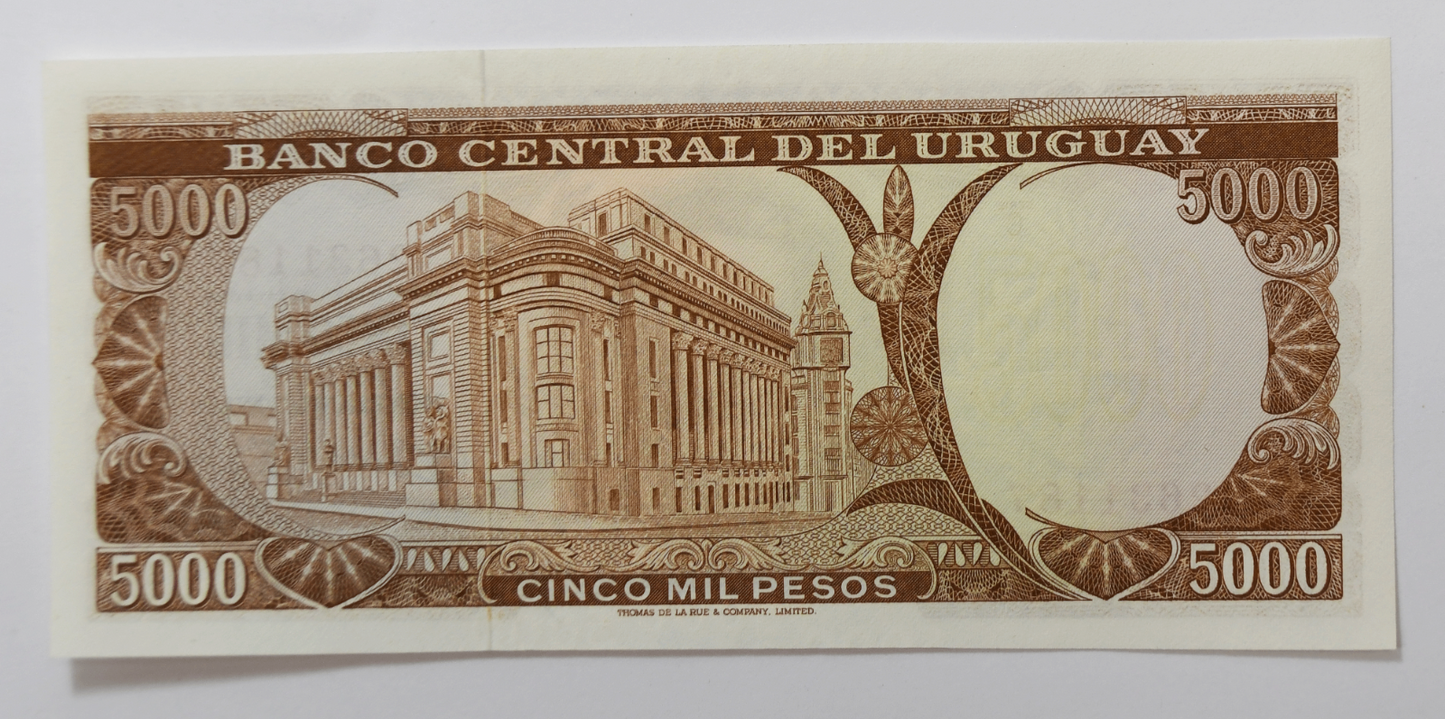 BANCO CENTRAL DEL URUGUAY
5000 5000
5000 CINCO MIL PESOS 5000
THOMAS DE LA RUE & COMPANY, LIMITED.